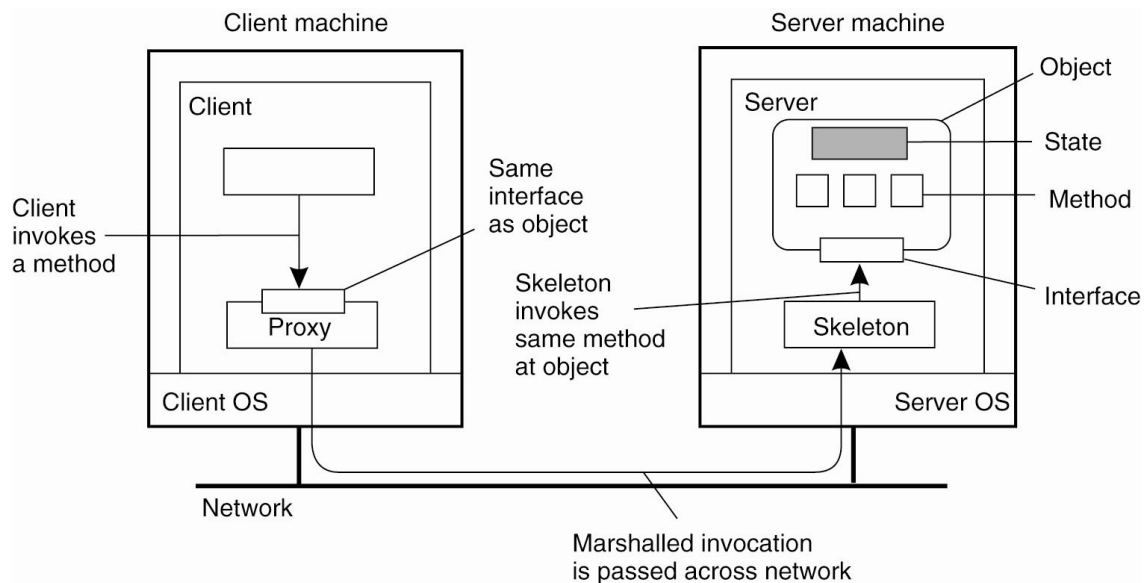 Client machine
Server machine
Client
Server
Object
State
Method
Interface
Same
interface
as object
Client
invokes
a method
Proxy
Skeleton
invokes
same method
at object
Skeleton
Client OS
Server OS
Network
Marshalled invocation
is passed across network